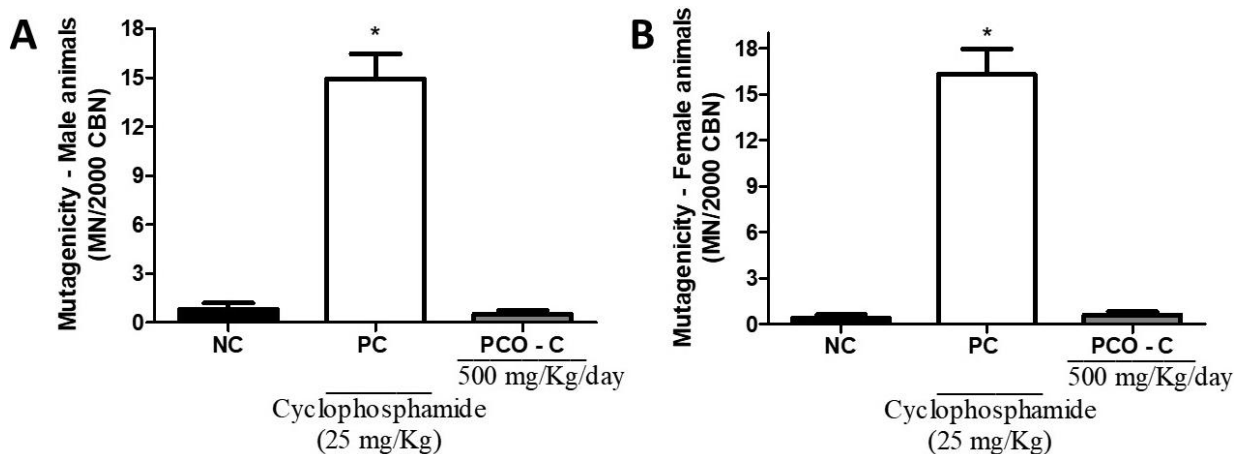 A
Mutagenicity - Male animals
(MN/2000 CBN)
18
15
12
9
6
3
0
*
NC
PC
PCO - C
500 mg/Kg/day
Cyclophosphamide
(25 mg/Kg)
B
Mutagenicity - Female animals
(MN/2000 CBN)
18
15
12
9
6
3
0
*
NC
PC
PCO - C
500 mg/Kg/day
Cyclophosphamide
(25 mg/Kg)